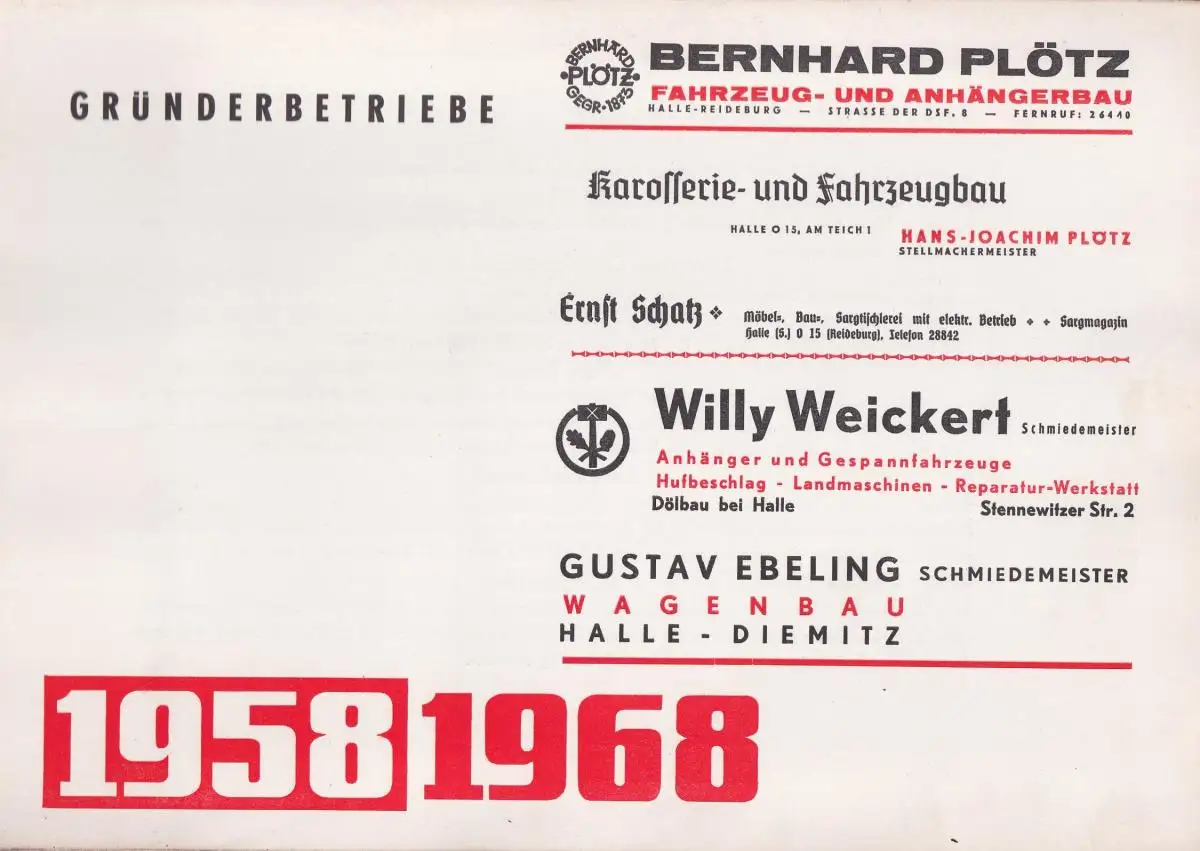 GRÜNDERBETRIEBE
BERNHARD
PLÖTZ
GEGR. 1873
BERNHARD PLÖTZ
FAHRZEUG- UND ANHÄNGERBAU
HALLE-REIDEBURG — STRASSE DER DSF. 8 — FERNRUF: 26440
Karosserie- und Fahrzeugbau
HALLE O 15, AM TEICH 1
HANS-JOACHIM PLÖTZ
STELLMACHERMEISTER
Ernst Schatz
Möbel-, Bau-, Sargtischlerei mit elektr. Betrieb + + Sargmagazin
Halle (S.) O 15 (Reideburg), Telefon 28842
Willy Weickert Schmiedemeister
Anhänger und Gespannfahrzeuge
Hufbeschlag - Landmaschinen - Reparatur-Werkstatt
Dölbau bei Halle Stennewitzer Str. 2
GUSTAV EBELING SCHMIEDEMEISTER
WAGENBAU
HALLE - DIEMITZ
1958 1968